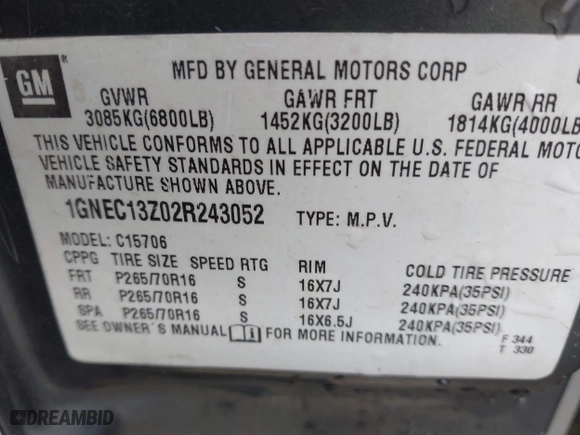 GM
®
MFD BY GENERAL MOTORS CORP
GVWR GAWR FRT GAWR RR
3085KG(6800LB) 1452KG(3200LB) 1814KG(4000LB
THIS VEHICLE CONFORMS TO ALL APPLICABLE U.S. FEDERAL MOTO
VEHICLE SAFETY STANDARDS IN EFFECT ON THE DATE OF
MANUFACTURE SHOWN ABOVE.
1GNEC13Z02R243052 TYPE: M.P.V.
MODEL: C15706
CPPG TIRE SIZE SPEED RTG RIM COLD TIRE PRESSURE
FRT P265/70R16 S 16X7J 240KPA(35PSI)
RR P265/70R16 S 16X7J 240KPA(35PSI)
SPA P265/70R16 S 16X6.5J 240KPA(35PSI)
SEE OWNER'S MANUAL FOR MORE INFORMATION. F 344
T 330
DREAMBID